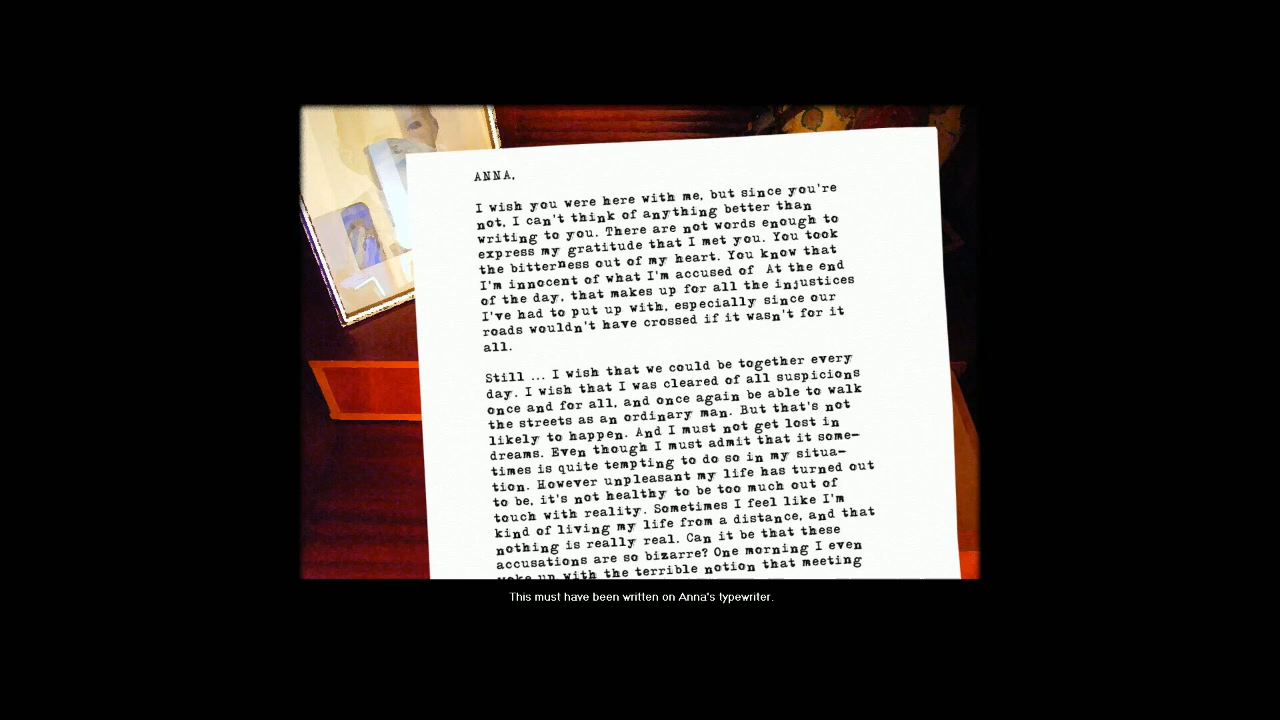 ANNA,
I wish you were here with me, but since you're
not, I can't think of anything better than
writing to you. There are not words enough to
express my gratitude that I met you. You took
the bitterness out of my heart. You know that
I'm innocent of what I'm accused of  At the end
of the day, that makes up for all the injustices
I've had to put up with, especially since our
roads wouldn't have crossed if it wasn't for it
all.
Still ... I wish that we could be together every
day. I wish that I was cleared of all suspicions
once and for all, and once again be able to walk
the streets as an ordinary man. But that's not
likely to happen. And I must not get lost in
dreams. Even though I must admit that it some-
times is quite tempting to do so in my situa-
tion. However unpleasant my life has turned out
to be, it's not healthy to be too much out of
touch with reality. Sometimes I feel like I'm
kind of living my life from a distance, and that
nothing is really real. Can it be that these
accusations are so bizarre? One morning I even
woke up with the terrible notion that meeting
This must have been written on Anna's typewriter.